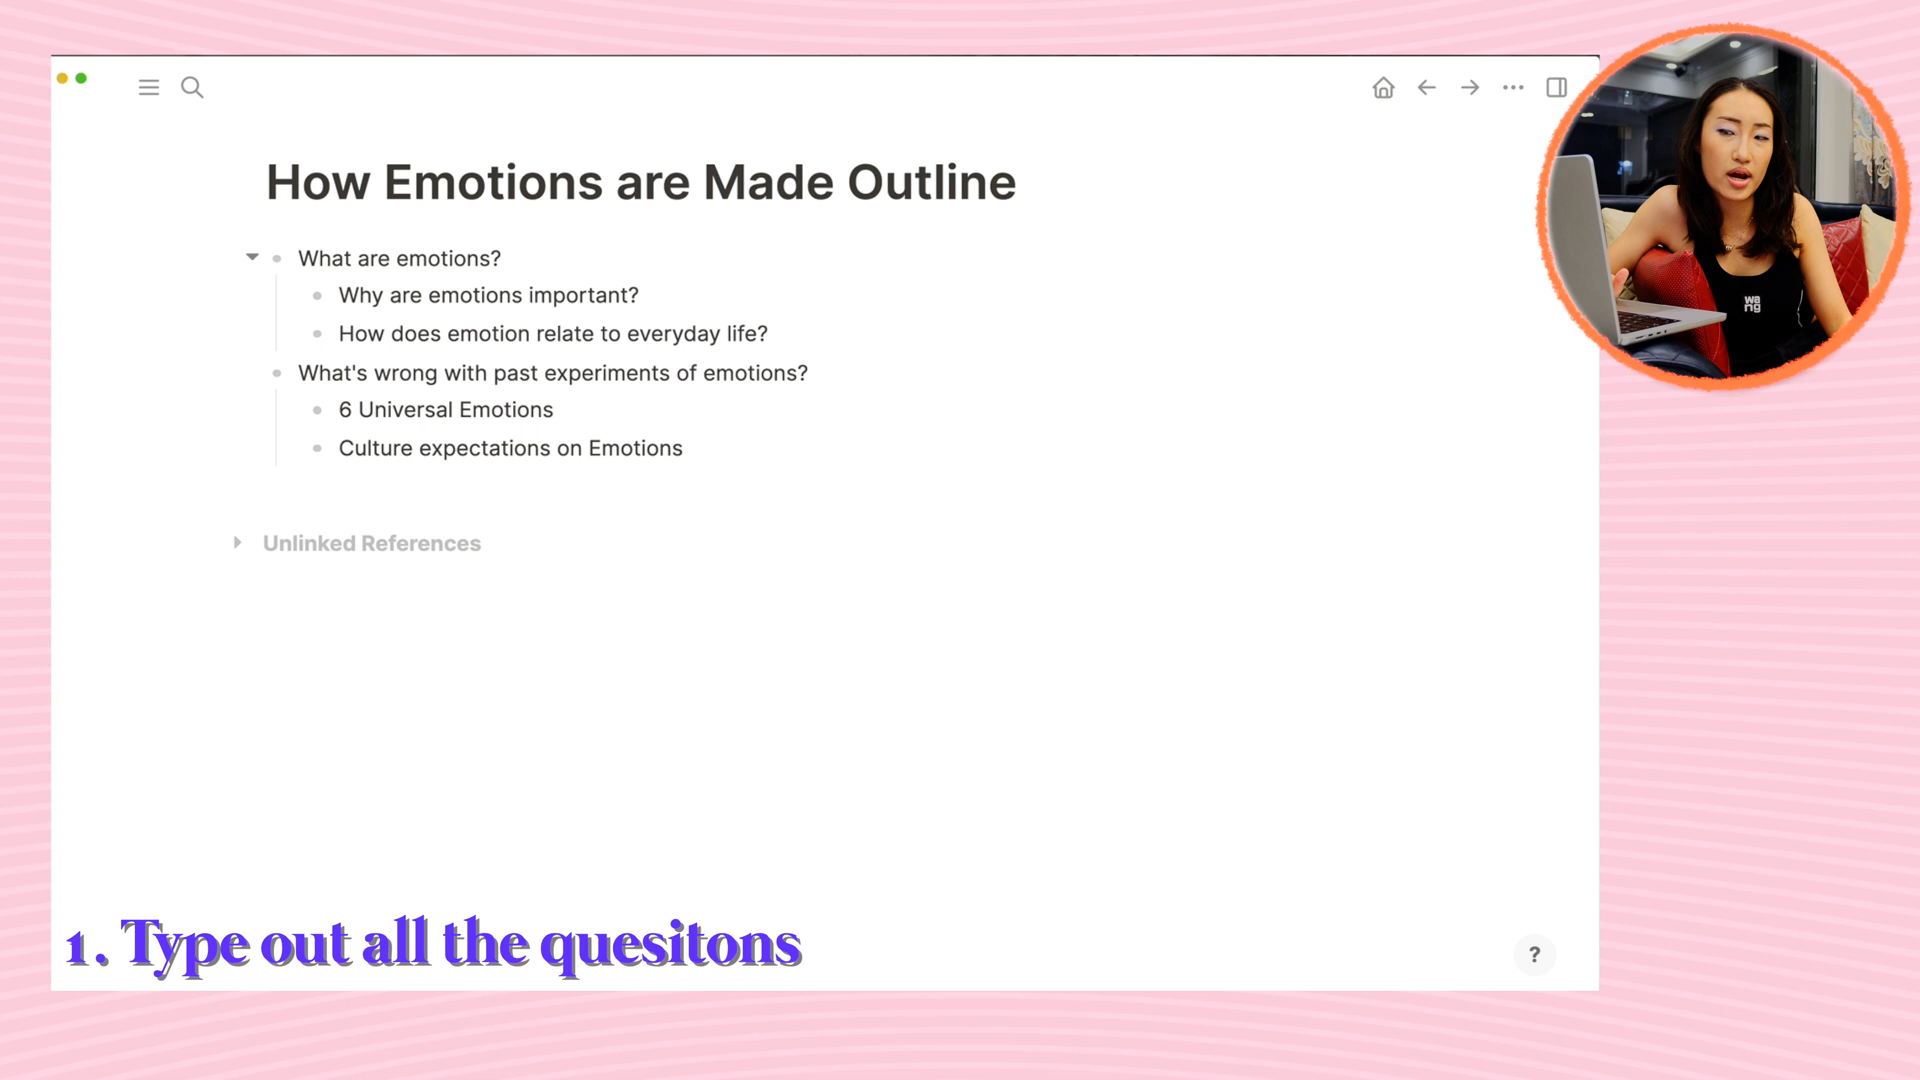 How Emotions are Made Outline
What are emotions?
Why are emotions important?
How does emotion relate to everyday life?
What's wrong with past experiments of emotions?
6 Universal Emotions
Culture expectations on Emotions
Unlinked References
1. Type out all the quesitons
?
wa
ng